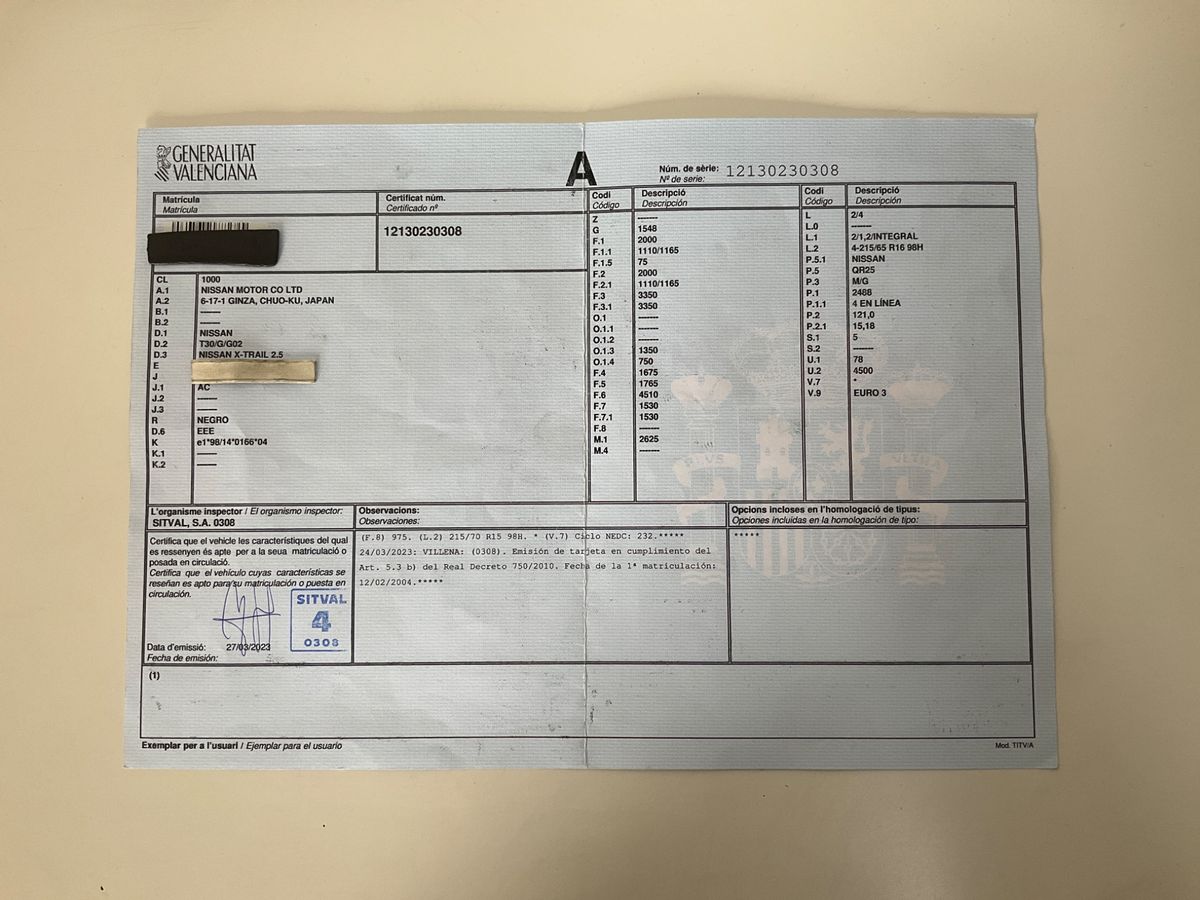 GENERALITAT
VALENCIANA
A
Núm. de sèrie: 12130230308
Nº de serie:
Matrícula
Matrícula
Certificat núm.
Certificado nº
12130230308
CL 1000
A.1 NISSAN MOTOR CO LTD
A.2 6-17-1 GINZA, CHUO-KU, JAPAN
B.1 -------
B.2 -------
D.1 NISSAN
D.2 T30/G/G02
D.3 NISSAN X-TRAIL 2.5
E
J
J.1 AC
J.2 -------
J.3 -------
R NEGRO
D.6 EEE
K e1*98/14*0166*04
K.1 -------
K.2 -------
Codi Descripció
Código Descripción
Z -------
G 1548
F.1 2000
F.1.1 1110/1165
F.1.5 75
F.2 2000
F.2.1 1110/1165
F.3 3350
F.3.1 3350
O.1 -------
O.1.1 -------
O.1.2 -------
O.1.3 1350
O.1.4 750
F.4 1675
F.5 1765
F.6 4510
F.7 1530
F.7.1 1530
F.8 -------
M.1 2625
M.4 -------
Codi Descripció
Código Descripción
L 2/4
L.0 -------
L.1 2/1,2/INTEGRAL
L.2 4-215/65 R16 98H
P.5.1 NISSAN
P.5 QR25
P.3 M/G
P.1 2488
P.1.1 4 EN LÍNEA
P.2 121,0
P.2.1 15,18
S.1 5
S.2 -------
U.1 78
U.2 4500
V.7 *
V.9 EURO 3
L'organisme inspector / El organismo inspector:
SITVAL, S.A. 0308
Certifica que el vehicle les característiques del qual
es ressenyen és apte per a la seua matriculació o
posada en circulació.
Certifica que el vehículo cuyas características se
reseñan es apto para su matriculación o puesta en
circulación.
SITVAL
4
0308
Data d'emissió: 27/03/2023
Fecha de emisión:
Observacions:
Observaciones:
(F.8) 975. (L.2) 215/70 R15 98H. * (V.7) Ciclo NEDC: 232.*****
24/03/2023: VILLENA: (0308). Emisión de tarjeta en cumplimiento del
Art. 5.3 b) del Real Decreto 750/2010. Fecha de la 1ª matriculación:
12/02/2004.*****
Opcions incloses en l'homologació de tipus:
Opciones incluidas en la homologación de tipo:
*****
(1)
Exemplar per a l'usuari / Ejemplar para el usuario
Mod. TITV/A